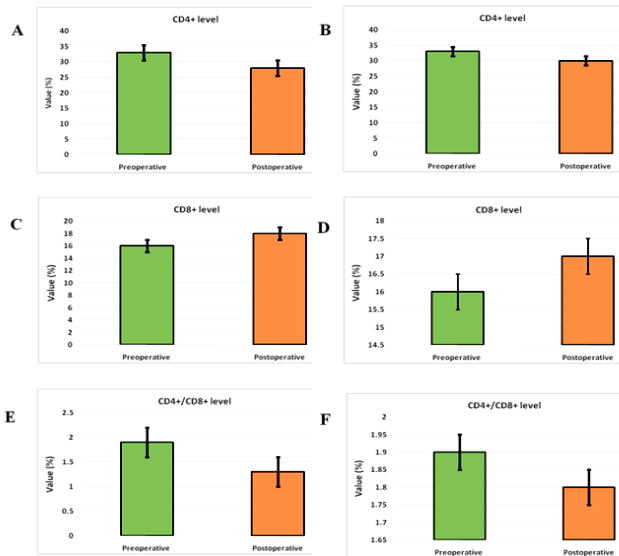 A
CD4+ level
Value (%)
40
35
30
25
20
15
10
5
0
Preoperative
Postoperative
B
CD4+ level
Value (%)
40
35
30
25
20
15
10
5
0
Preoperative
Postoperative
C
CD8+ level
Value (%)
20
18
16
14
12
10
8
6
4
2
0
Preoperative
Postoperative
D
CD8+ level
Value (%)
18
17.5
17
16.5
16
15.5
15
14.5
Preoperative
Postoperative
E
CD4+/CD8+ level
Value (%)
2.5
2
1.5
1
0.5
0
Preoperative
Postoperative
F
CD4+/CD8+ level
Value (%)
2
1.95
1.9
1.85
1.8
1.75
1.7
1.65
Preoperative
Postoperative